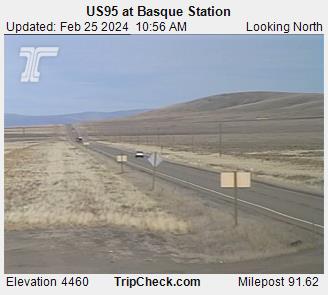 US95 at Basque Station
Updated: Feb 25 2024 10:56 AM Looking North
Elevation 4460 TripCheck.com Milepost 91.62